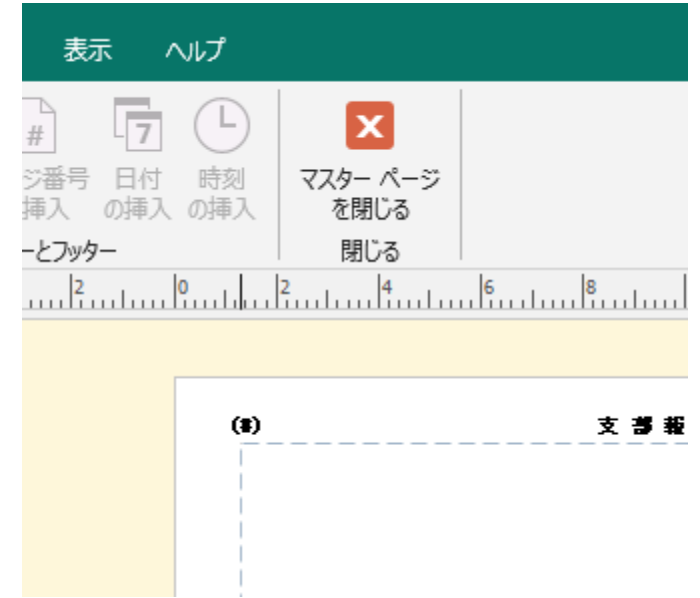 表示 ヘルプ
# 7
ジ番号 日付 時刻 マスター ページ
挿入 の挿入 の挿入 を閉じる
ーとフッター 閉じる
2 0 2 4 6 8
(#) 支 部 報